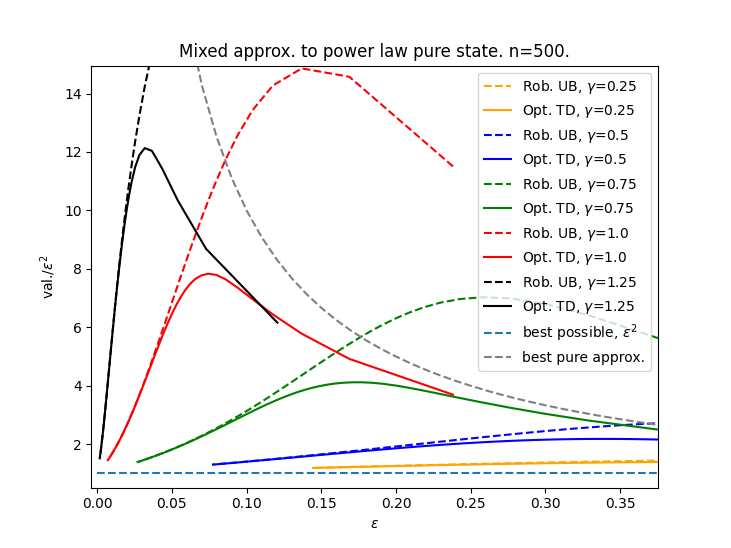 Mixed approx. to power law pure state. n=500.
val./ε²
14
12
10
8
6
4
2
0.00
0.05
0.10
0.15
0.20
0.25
0.30
0.35
ε
Rob. UB, γ=0.25
Opt. TD, γ=0.25
Rob. UB, γ=0.5
Opt. TD, γ=0.5
Rob. UB, γ=0.75
Opt. TD, γ=0.75
Rob. UB, γ=1.0
Opt. TD, γ=1.0
Rob. UB, γ=1.25
Opt. TD, γ=1.25
best possible, ε²
best pure approx.